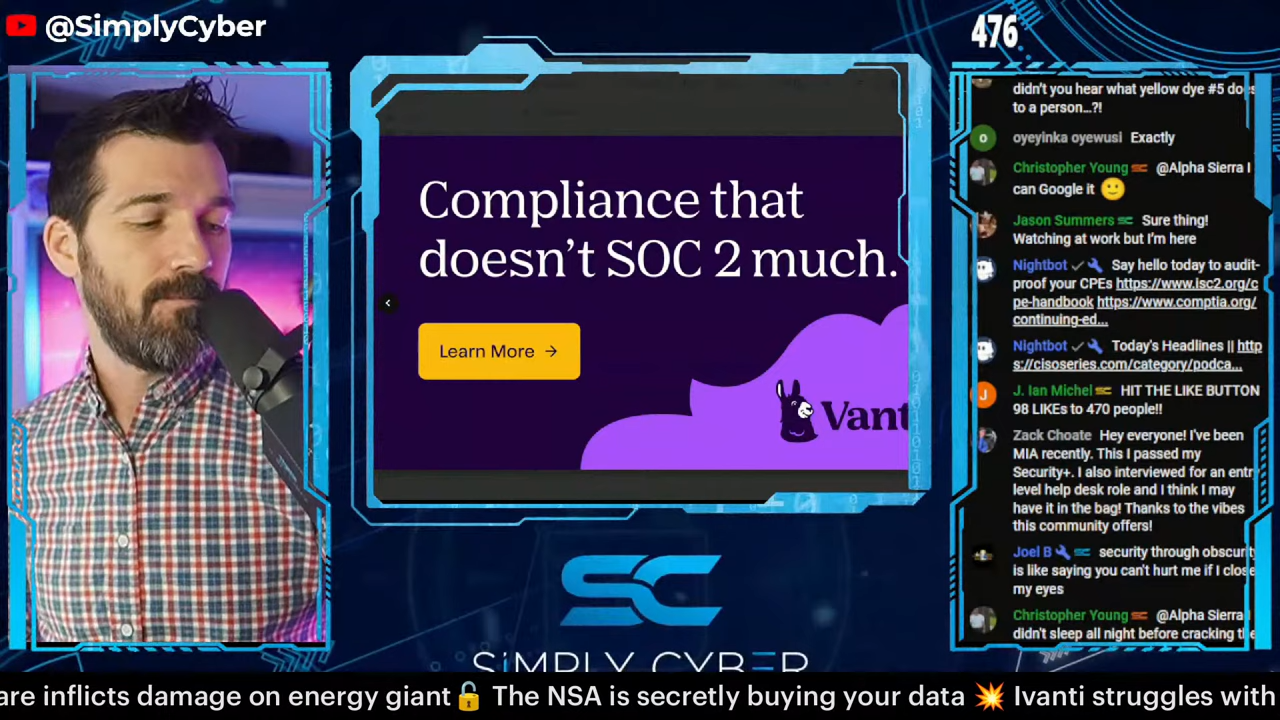 @SimplyCyber
476
Compliance that
doesn't SOC 2 much.
Learn More →
didn't you hear what yellow dye #5 does
to a person...?!
oyeyinka oyewusi Exactly
Christopher Young @Alpha Sierra I
can Google it 🙂
Jason Summers Sure thing!
Watching at work but I'm here
Nightbot Say hello today to audit-
proof your CPEs https://www.isc2.org/c
pe-handbook https://www.comptia.org/
continuing-ed...
Nightbot Today's Headlines || http
s://cisoseries.com/category/podca...
J
J. Ian Michel HIT THE LIKE BUTTON
98 LIKEs to 470 people!!
Zack Choate Hey everyone! I've been
MIA recently. This I passed my
Security+. I also interviewed for an entry
level help desk role and I think I may
have it in the bag! Thanks to the vibes
this community offers!
Joel B security through obscurity
is like saying you can't hurt me if I close
my eyes
Christopher Young @Alpha Sierra I
didn't sleep all night before cracking the
SC
SIMPLY CYBER
are inflicts damage on energy giant🔓 The NSA is secretly buying your data 💥 Ivanti struggles with